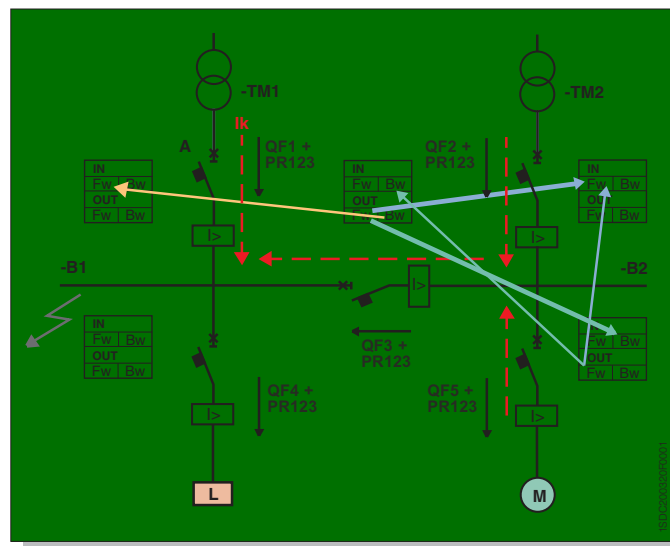 -TM1
-TM2
Ik
A
QF1 +
PR123
QF2 +
PR123
IN
Fw Bw
OUT
Fw Bw
IN
Fw Bw
OUT
Fw Bw
IN
Fw Bw
OUT
Fw Bw
I>
I>
-B1
-B2
I>
IN
Fw Bw
OUT
Fw Bw
IN
Fw Bw
OUT
Fw Bw
QF3 +
PR123
QF4 +
PR123
QF5 +
PR123
I>
I>
L
M
1SDC200320F0001